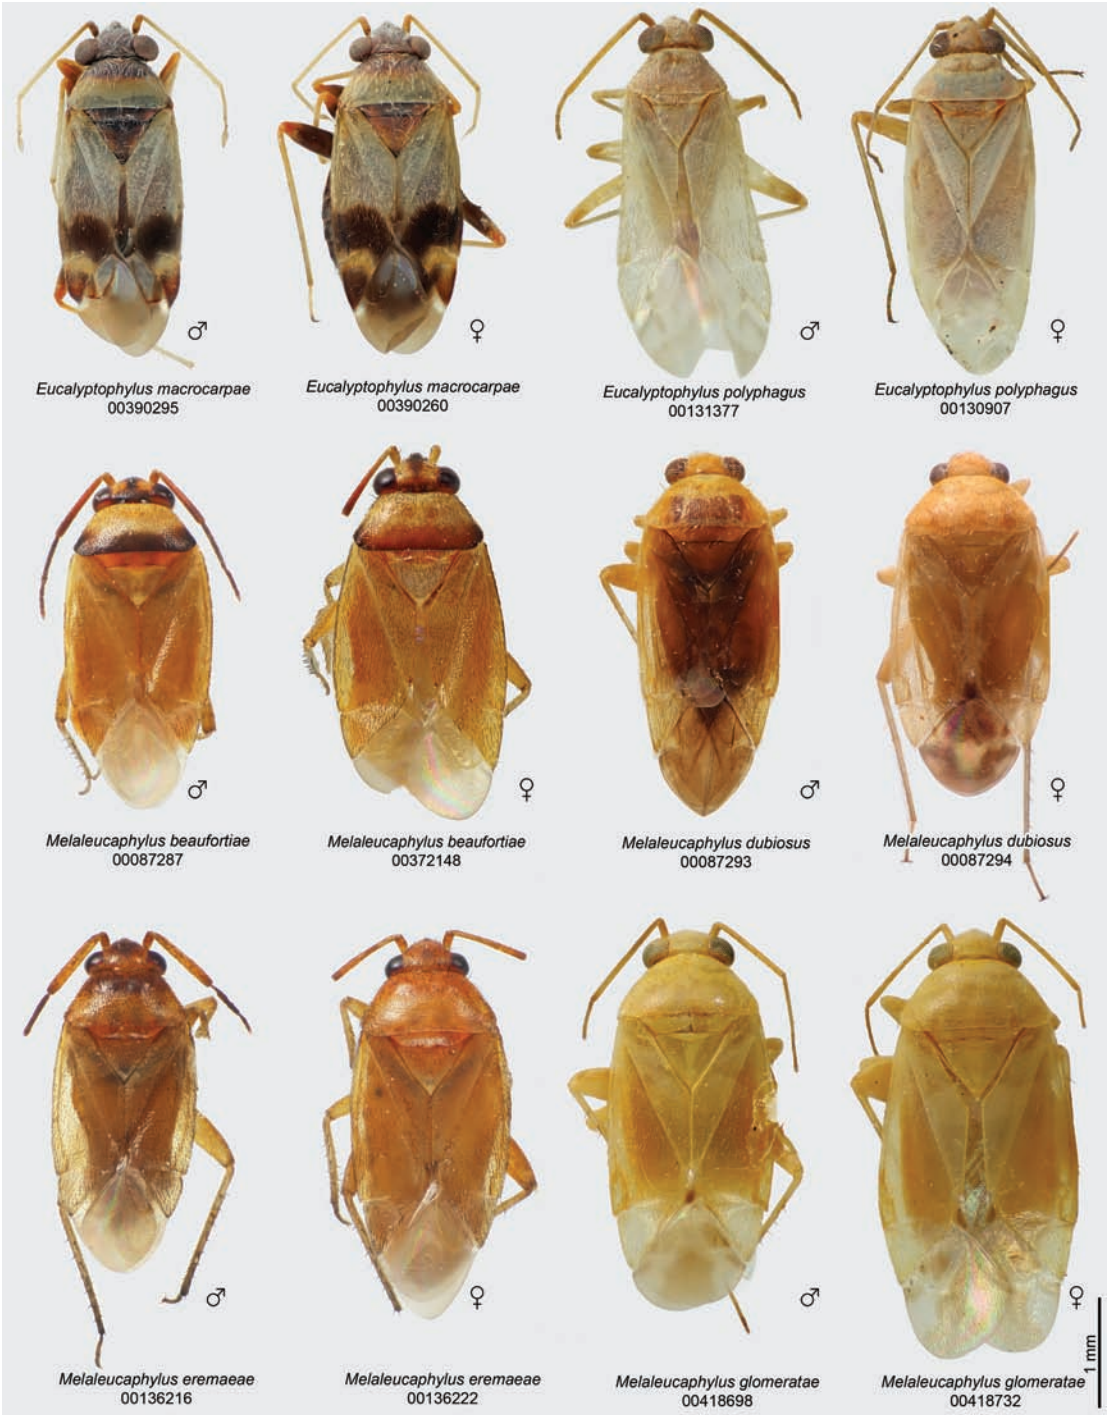 ♂
♀
♂
♀
Eucalyptophylus macrocarpae
00390295
Eucalyptophylus macrocarpae
00390260
Eucalyptophylus polyphagus
00131377
Eucalyptophylus polyphagus
00130907
♂
♀
♂
♀
Melaleucaphylus beaufortiae
00087287
Melaleucaphylus beaufortiae
00372148
Melaleucaphylus dubiosus
00087293
Melaleucaphylus dubiosus
00087294
♂
♀
♂
♀
1 mm
Melaleucaphylus eremaeae
00136216
Melaleucaphylus eremaeae
00136222
Melaleucaphylus glomeratae
00418698
Melaleucaphylus glomeratae
00418732